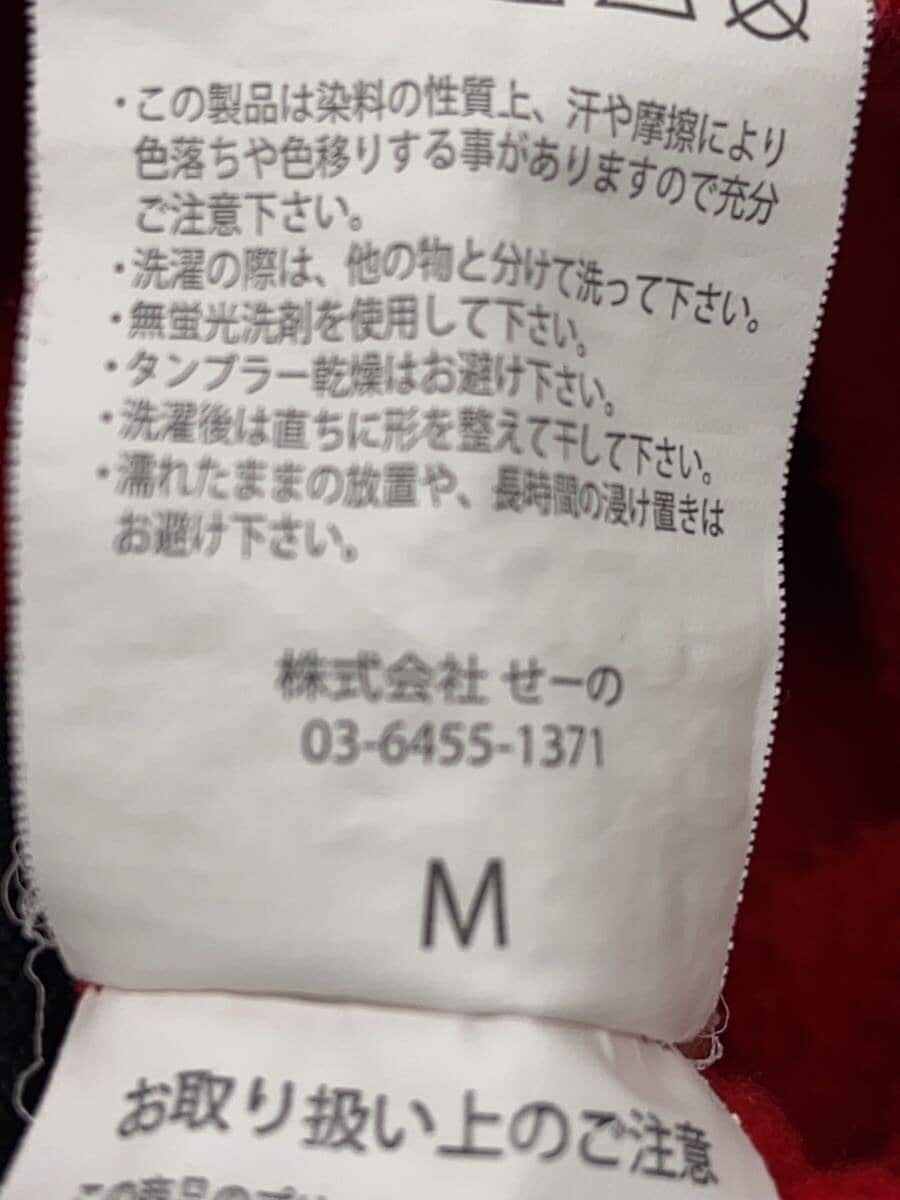 ・この製品は染料の性質上、汗や摩擦により
色落ちや色移りする事がありますので充分
ご注意下さい。
・洗濯の際は、他の物と分けて洗って下さい。
・無蛍光洗剤を使用して下さい。
・タンブラー乾燥はお避け下さい。
・洗濯後は直ちに形を整えて干して下さい。
・濡れたままの放置や、長時間の浸け置きは
お避け下さい。
株式会社 せーの
03-6455-1371
M
お取り扱い上のご注意
この商品のプリ